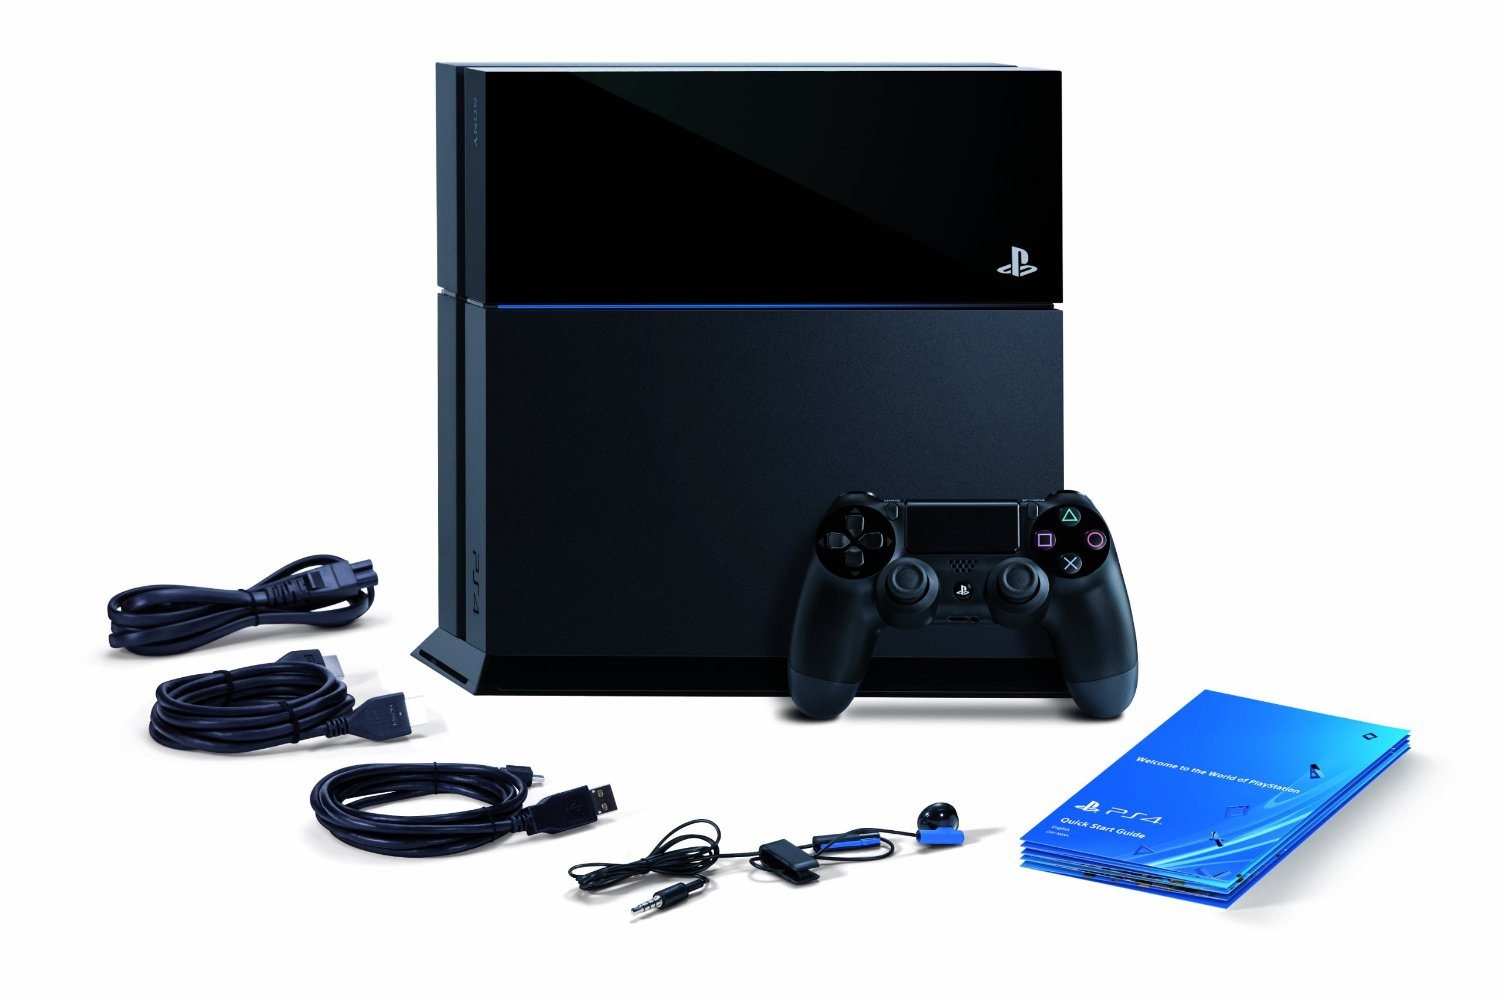 SONY
PS4
Welcome to the World of PlayStation
PS4
Quick Start Guide
English